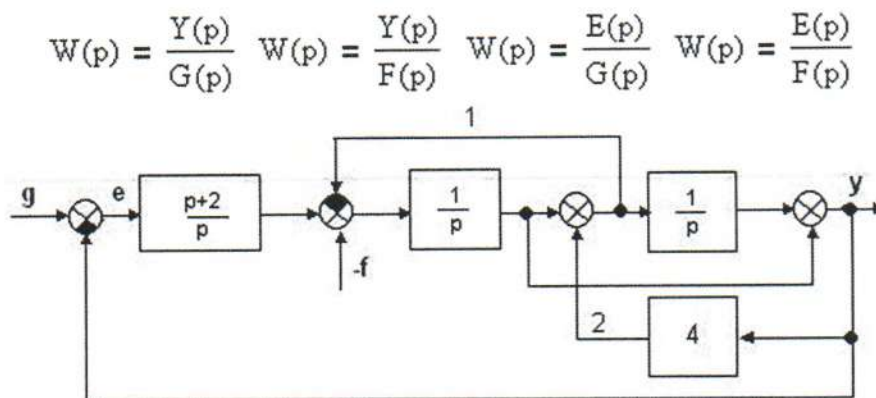 W(p) = Y(p)/G(p) W(p) = Y(p)/F(p) W(p) = E(p)/G(p) W(p) = E(p)/F(p)
1
g e p+2/p 1/p 1/p y
-f
2 4